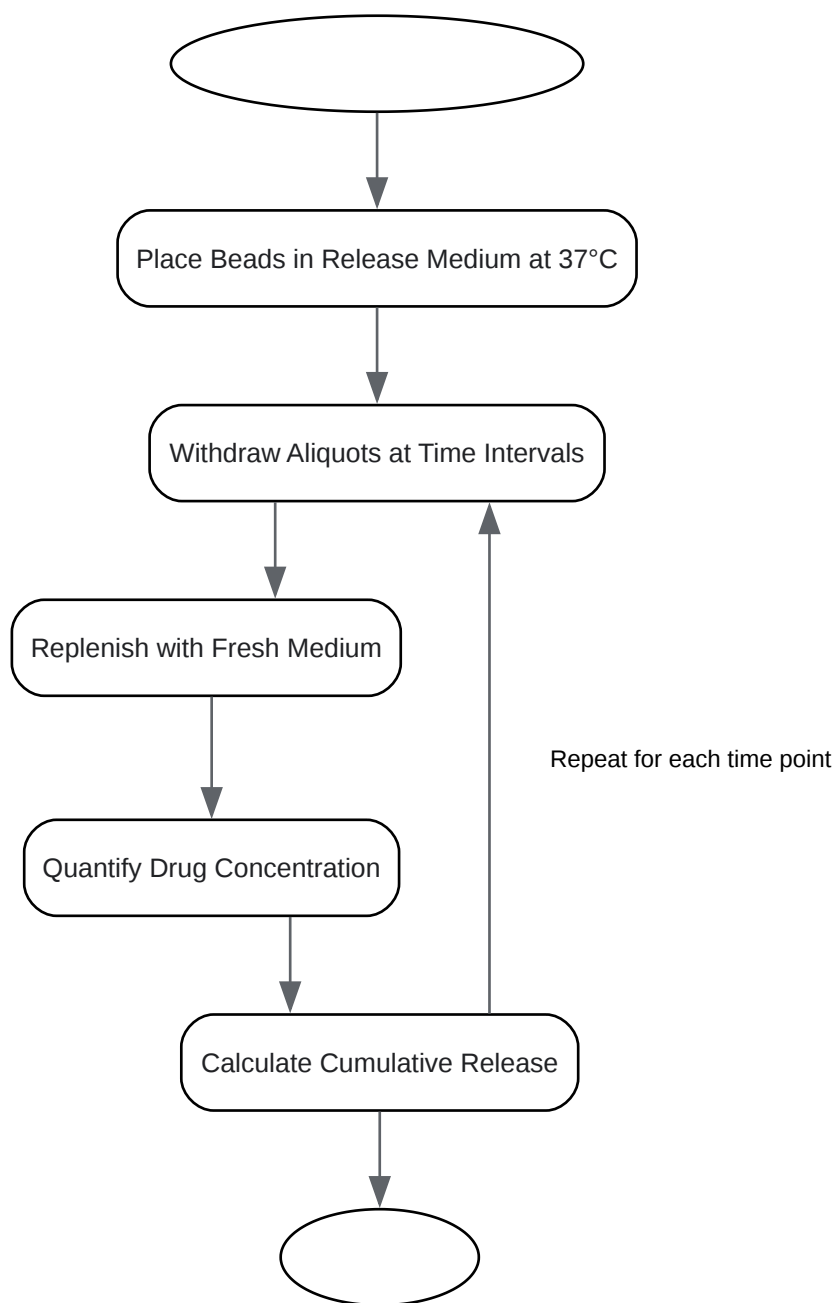 Place Beads in Release Medium at 37°C
Withdraw Aliquots at Time Intervals
Replenish with Fresh Medium
Repeat for each time point
Quantify Drug Concentration
Calculate Cumulative Release